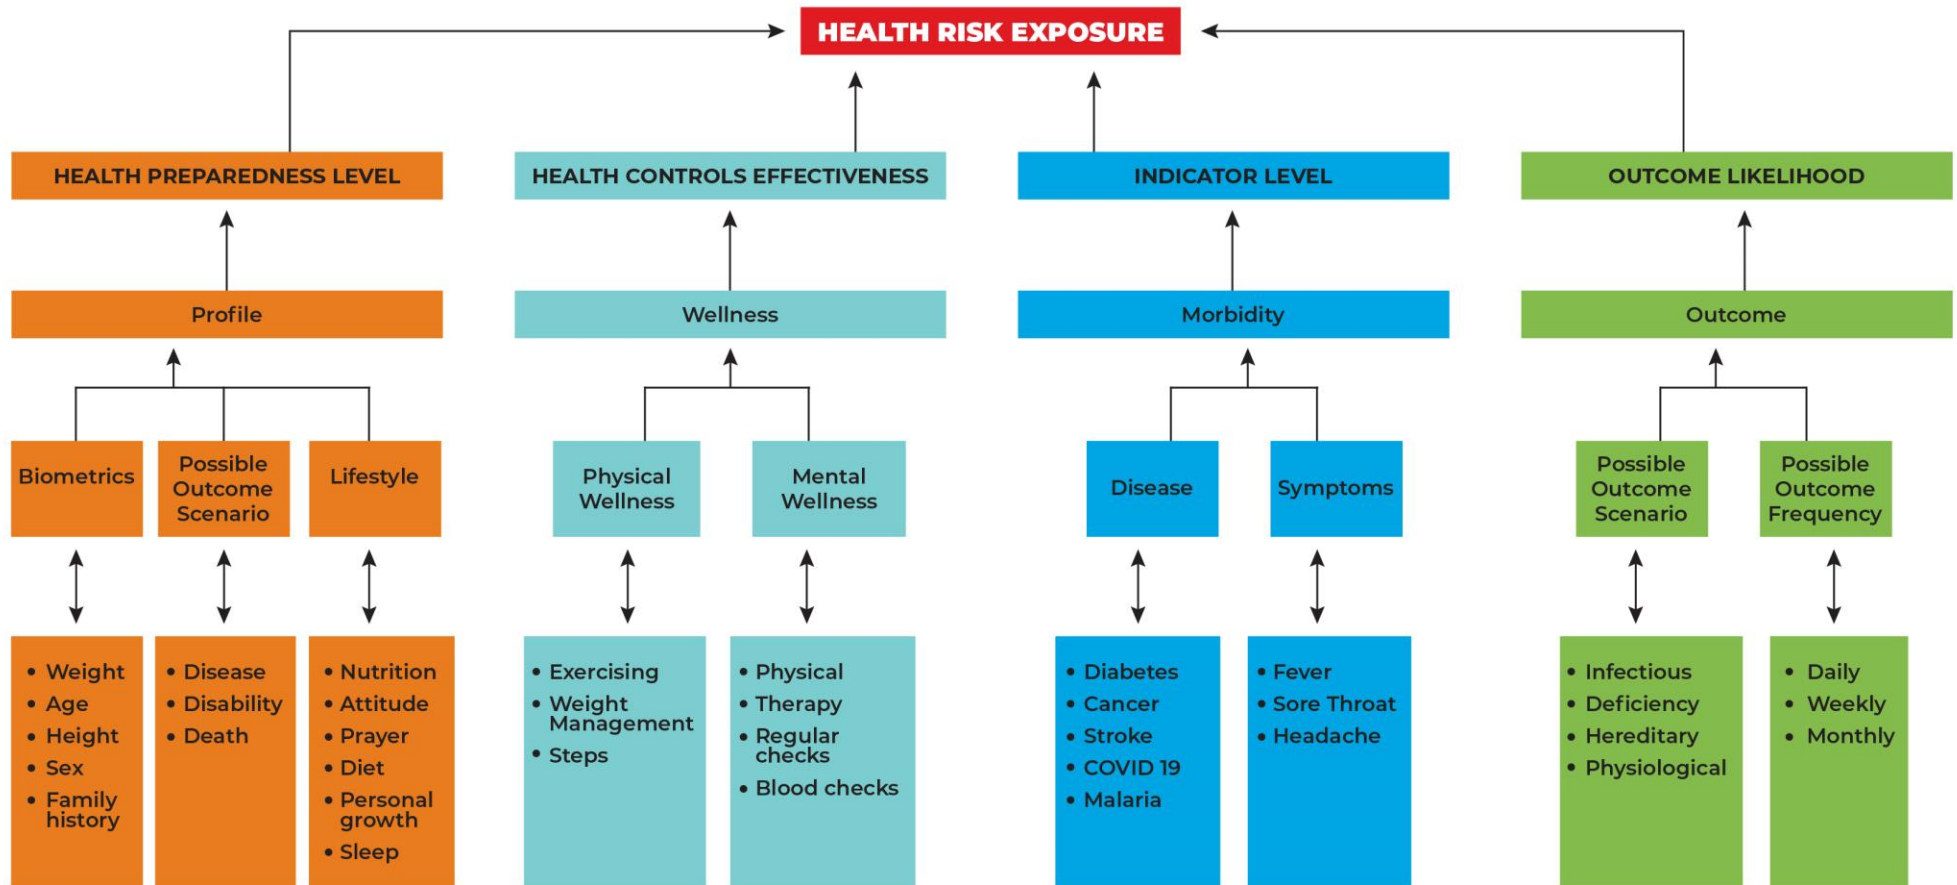 HEALTH RISK EXPOSURE
HEALTH PREPAREDNESS LEVEL
HEALTH CONTROLS EFFECTIVENESS
INDICATOR LEVEL
OUTCOME LIKELIHOOD
Profile
Wellness
Morbidity
Outcome
Biometrics
Possible
Outcome
Scenario
Lifestyle
Physical
Wellness
Mental
Wellness
Disease
Symptoms
Possible
Outcome
Scenario
Possible
Outcome
Frequency
• Weight
• Age
• Height
• Sex
• Family
history
• Disease
• Disability
• Death
• Nutrition
• Attitude
• Prayer
• Diet
• Personal
growth
• Sleep
• Exercising
• Weight
Management
• Steps
• Physical
• Therapy
• Regular
checks
• Blood checks
• Diabetes
• Cancer
• Stroke
• COVID 19
• Malaria
• Fever
• Sore Throat
• Headache
• Infectious
• Deficiency
• Hereditary
• Physiological
• Daily
• Weekly
• Monthly